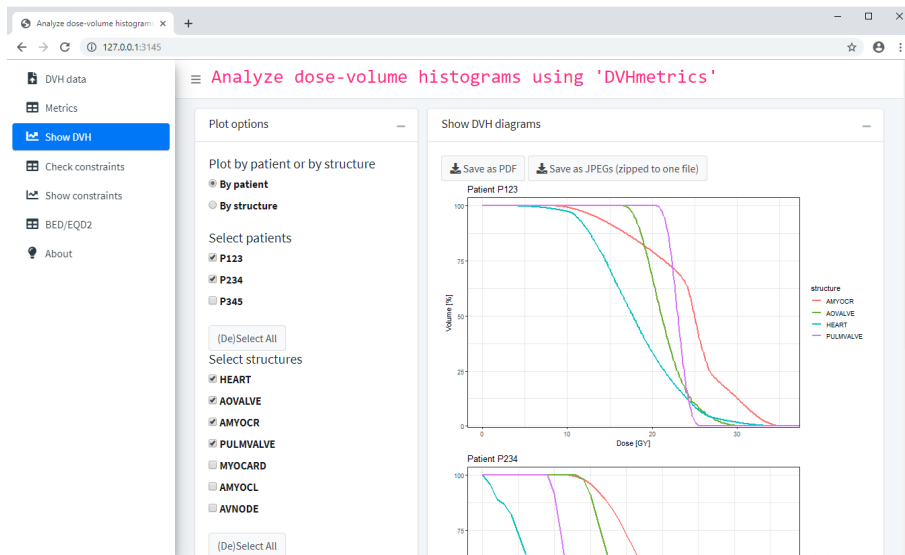 Analyze dose-volume histogram
127.0.0.1:3145
DVH data
Metrics
Show DVH
Check constraints
Show constraints
BED/EQD2
About
Analyze dose-volume histograms using 'DVHmetrics'
Plot options
Plot by patient or by structure
By patient
By structure
Select patients
P123
P234
P345
(De)Select All
Select structures
HEART
AOVALVE
AMYOCR
PULMVALVE
MYOCARD
AMYOCL
AVNODE
(De)Select All
Show DVH diagrams
Save as PDF
Save as JPEGs (zipped to one file)
Patient P123
100
75
50
25
0
Volume [%]
0
10
20
30
Dose [GY]
structure
AMYOCR
AOVALVE
HEART
PULMVALVE
Patient P234
100
75